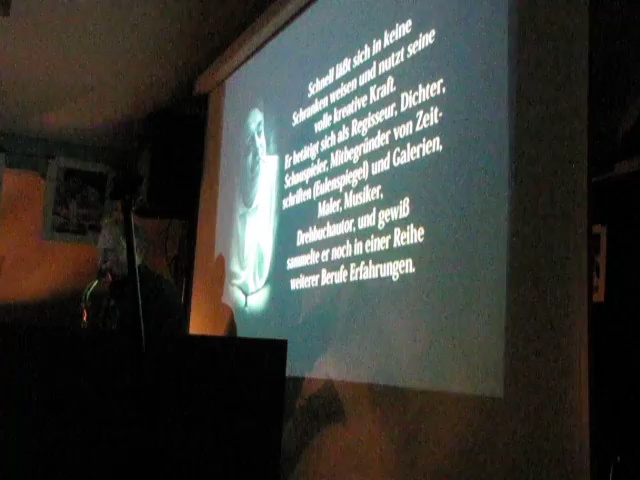 Schnell läßt sich in keine
Schranken weisen und nutzt seine
volle kreative Kraft.
Er betätigt sich als Regisseur, Dichter,
Schauspieler, Mitbegründer von Zeit-
schriften (Eulenspiegel) und Galerien,
Maler, Musiker,
Drehbuchautor, und gewiß
sammelte er noch in einer Reihe
weiterer Berufe Erfahrungen.